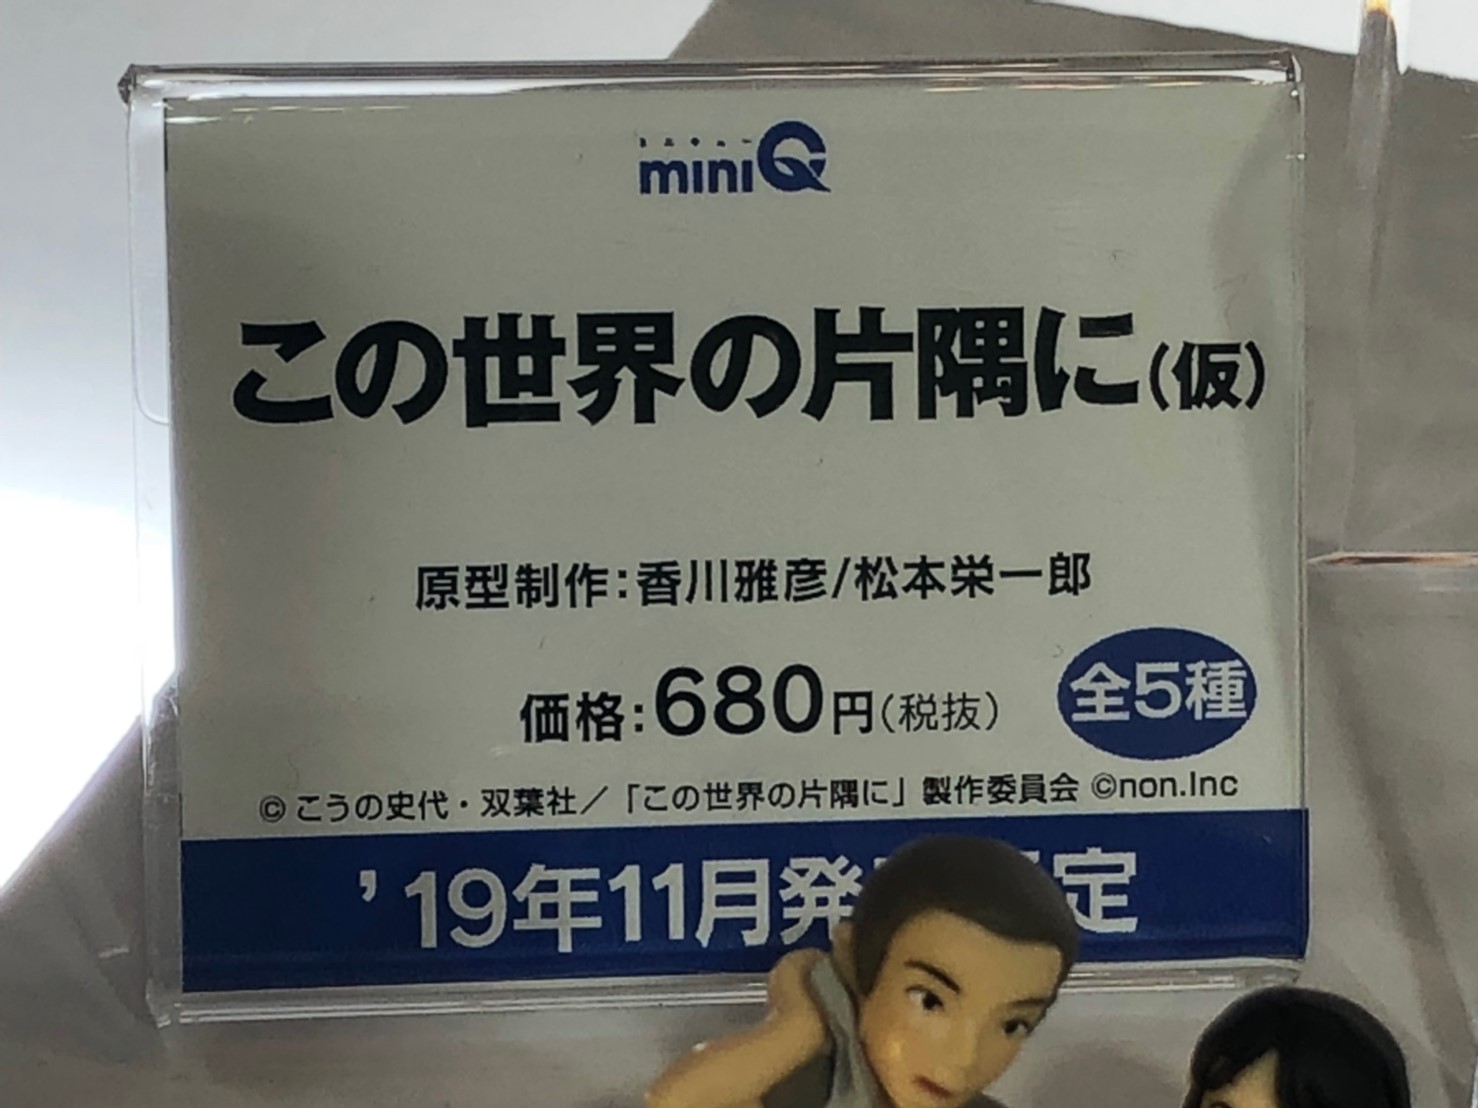 miniQ
この世界の片隅に(仮)
原型制作:香川雅彦/松本栄一郎
価格:680円(税抜)
全5種
©こうの史代・双葉社/「この世界の片隅に」製作委員会 ©non.Inc
'19年11月発 定